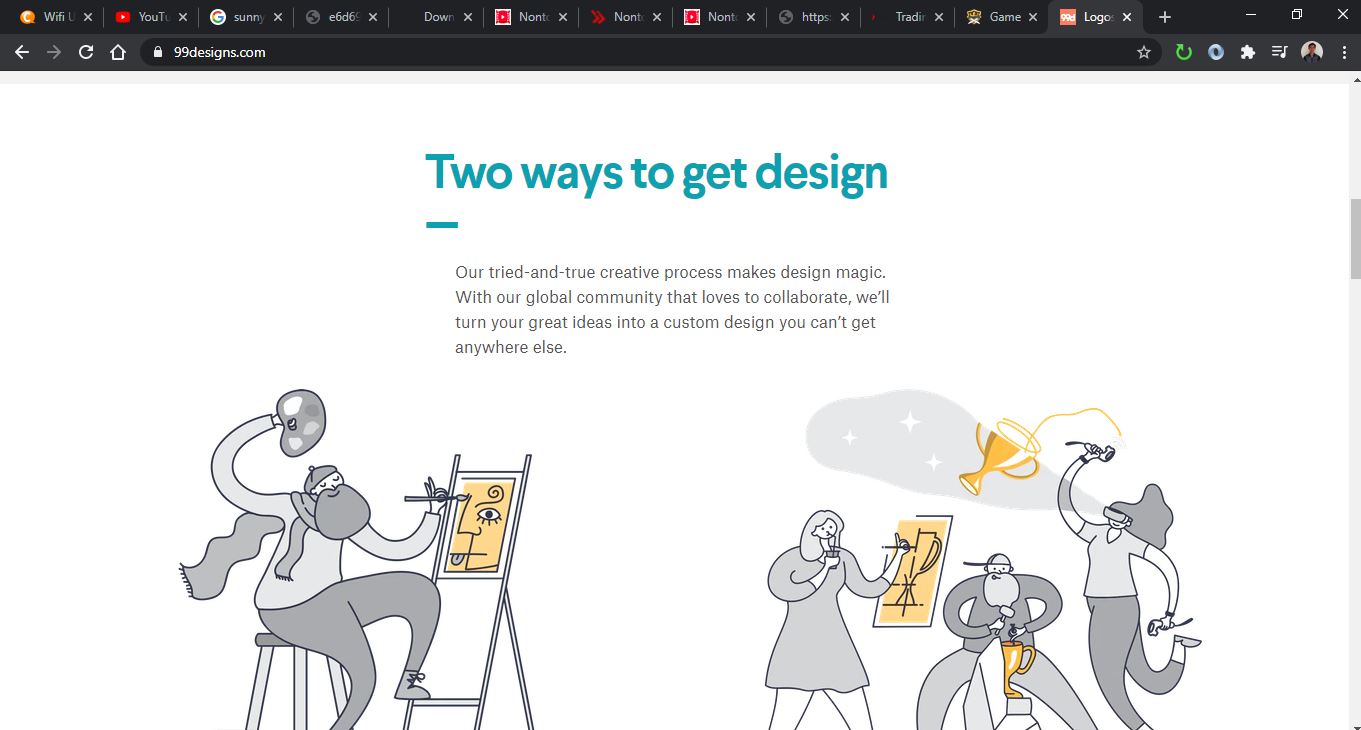 Wifi U
YouTu
sunny
e6d69
Down
Nonto
Nonto
Nonto
https:
Tradin
Game
99d
Logos
99designs.com
Two ways to get design
Our tried-and-true creative process makes design magic.
With our global community that loves to collaborate, we’ll
turn your great ideas into a custom design you can’t get
anywhere else.